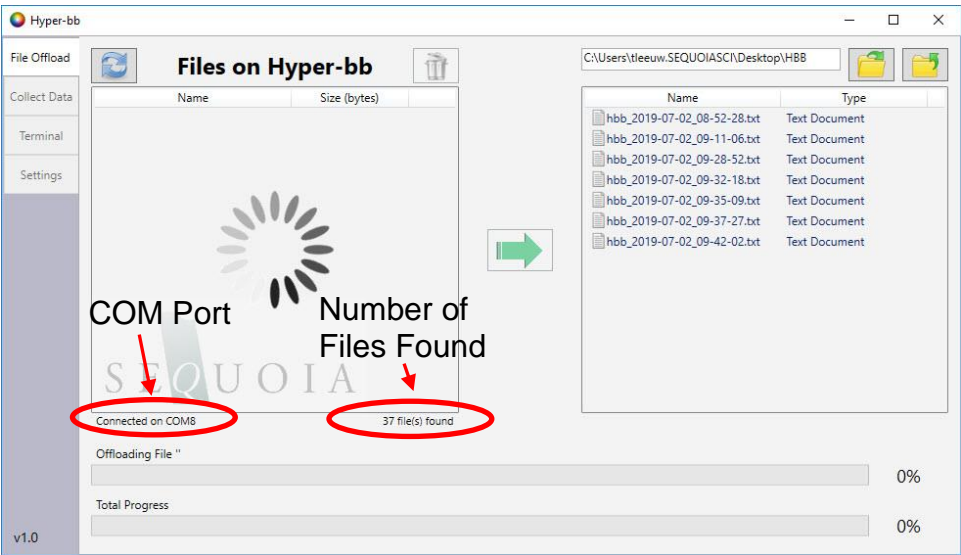 Hyper-bb
File Offload
Collect Data
Terminal
Settings
v1.0
Files on Hyper-bb
Name Size (bytes)
SEQUOIA
COM Port
Number of
Files Found
Connected on COM8
37 file(s) found
C:\Users\tleeuw.SEQUOIASCI\Desktop\HBB
Name Type
hbb_2019-07-02_08-52-28.txt Text Document
hbb_2019-07-02_09-11-06.txt Text Document
hbb_2019-07-02_09-28-52.txt Text Document
hbb_2019-07-02_09-32-18.txt Text Document
hbb_2019-07-02_09-35-09.txt Text Document
hbb_2019-07-02_09-37-27.txt Text Document
hbb_2019-07-02_09-42-02.txt Text Document
Offloading File ''
0%
Total Progress
0%